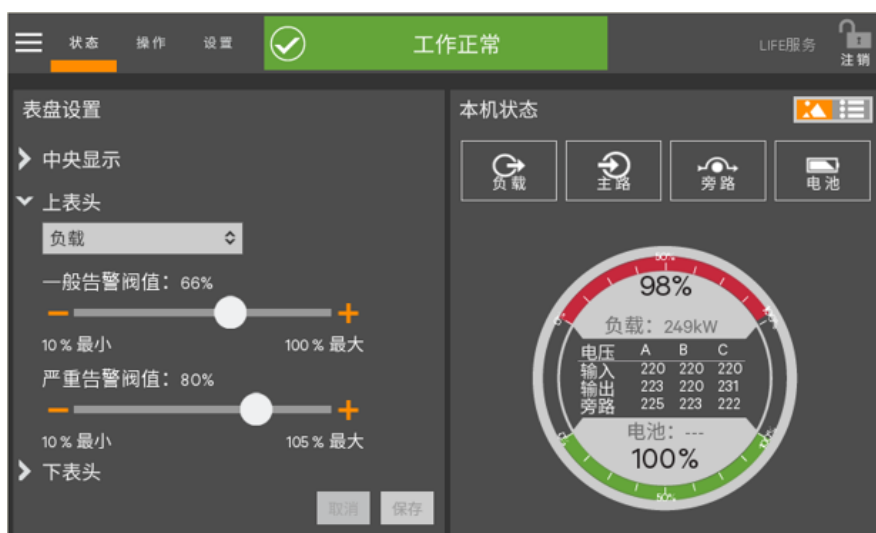 状态 操作 设置 工作正常 LIFE服务 注销
表盘设置
中央显示
上表头
负载
一般告警阀值：66%
10 % 最小 100 % 最大
严重告警阀值：80%
10 % 最小 105 % 最大
下表头
取消 保存
本机状态
负载 主路 旁路 电池
50%
98%
负载：249kW
电压 A B C
输入 220 220 220
输出 223 220 231
旁路 225 223 222
电池：---
100%
50%